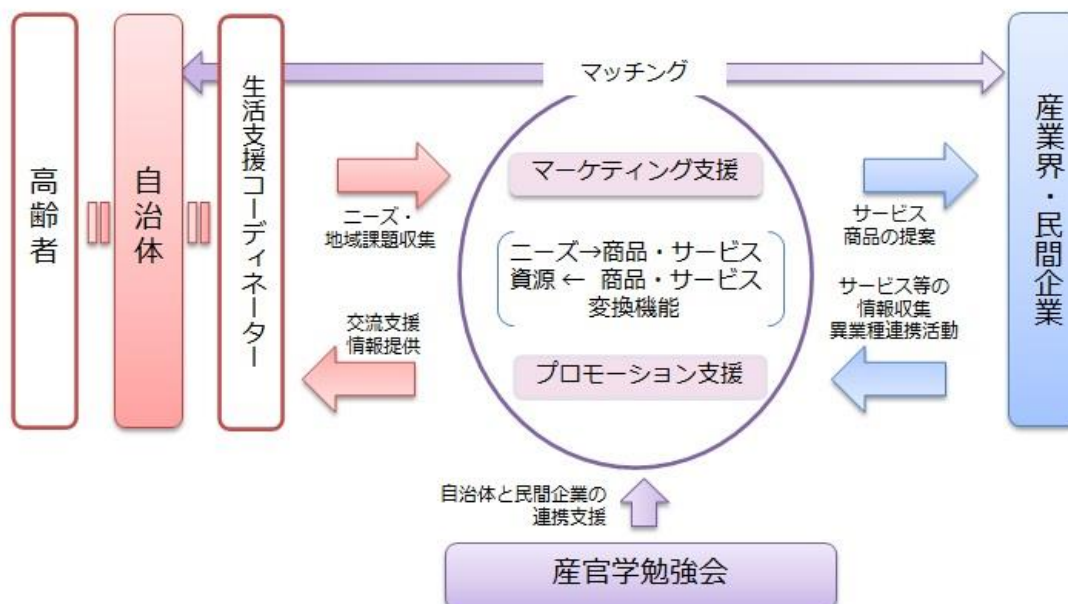 高齢者
自治体
生活支援コーディネーター
マッチング
ニーズ・
地域課題収集
交流支援
情報提供
マーケティング支援
ニーズ→商品・サービス
資源 ← 商品・サービス
変換機能
プロモーション支援
サービス
商品の提案
サービス等の
情報収集
異業種連携活動
産業界・民間企業
自治体と民間企業の
連携支援
産官学勉強会